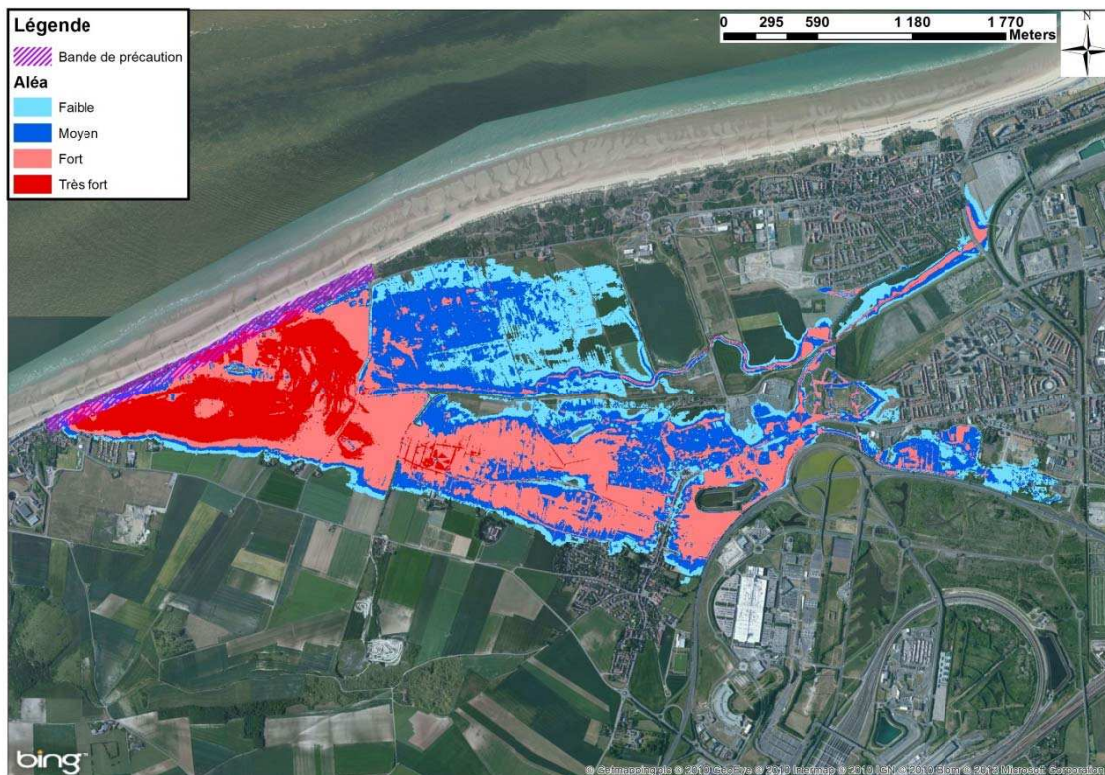 Légende
Bande de précaution
Aléa
Faible
Moyen
Fort
Très fort
0 295 590 1 180 1 770
Meters
N
bing